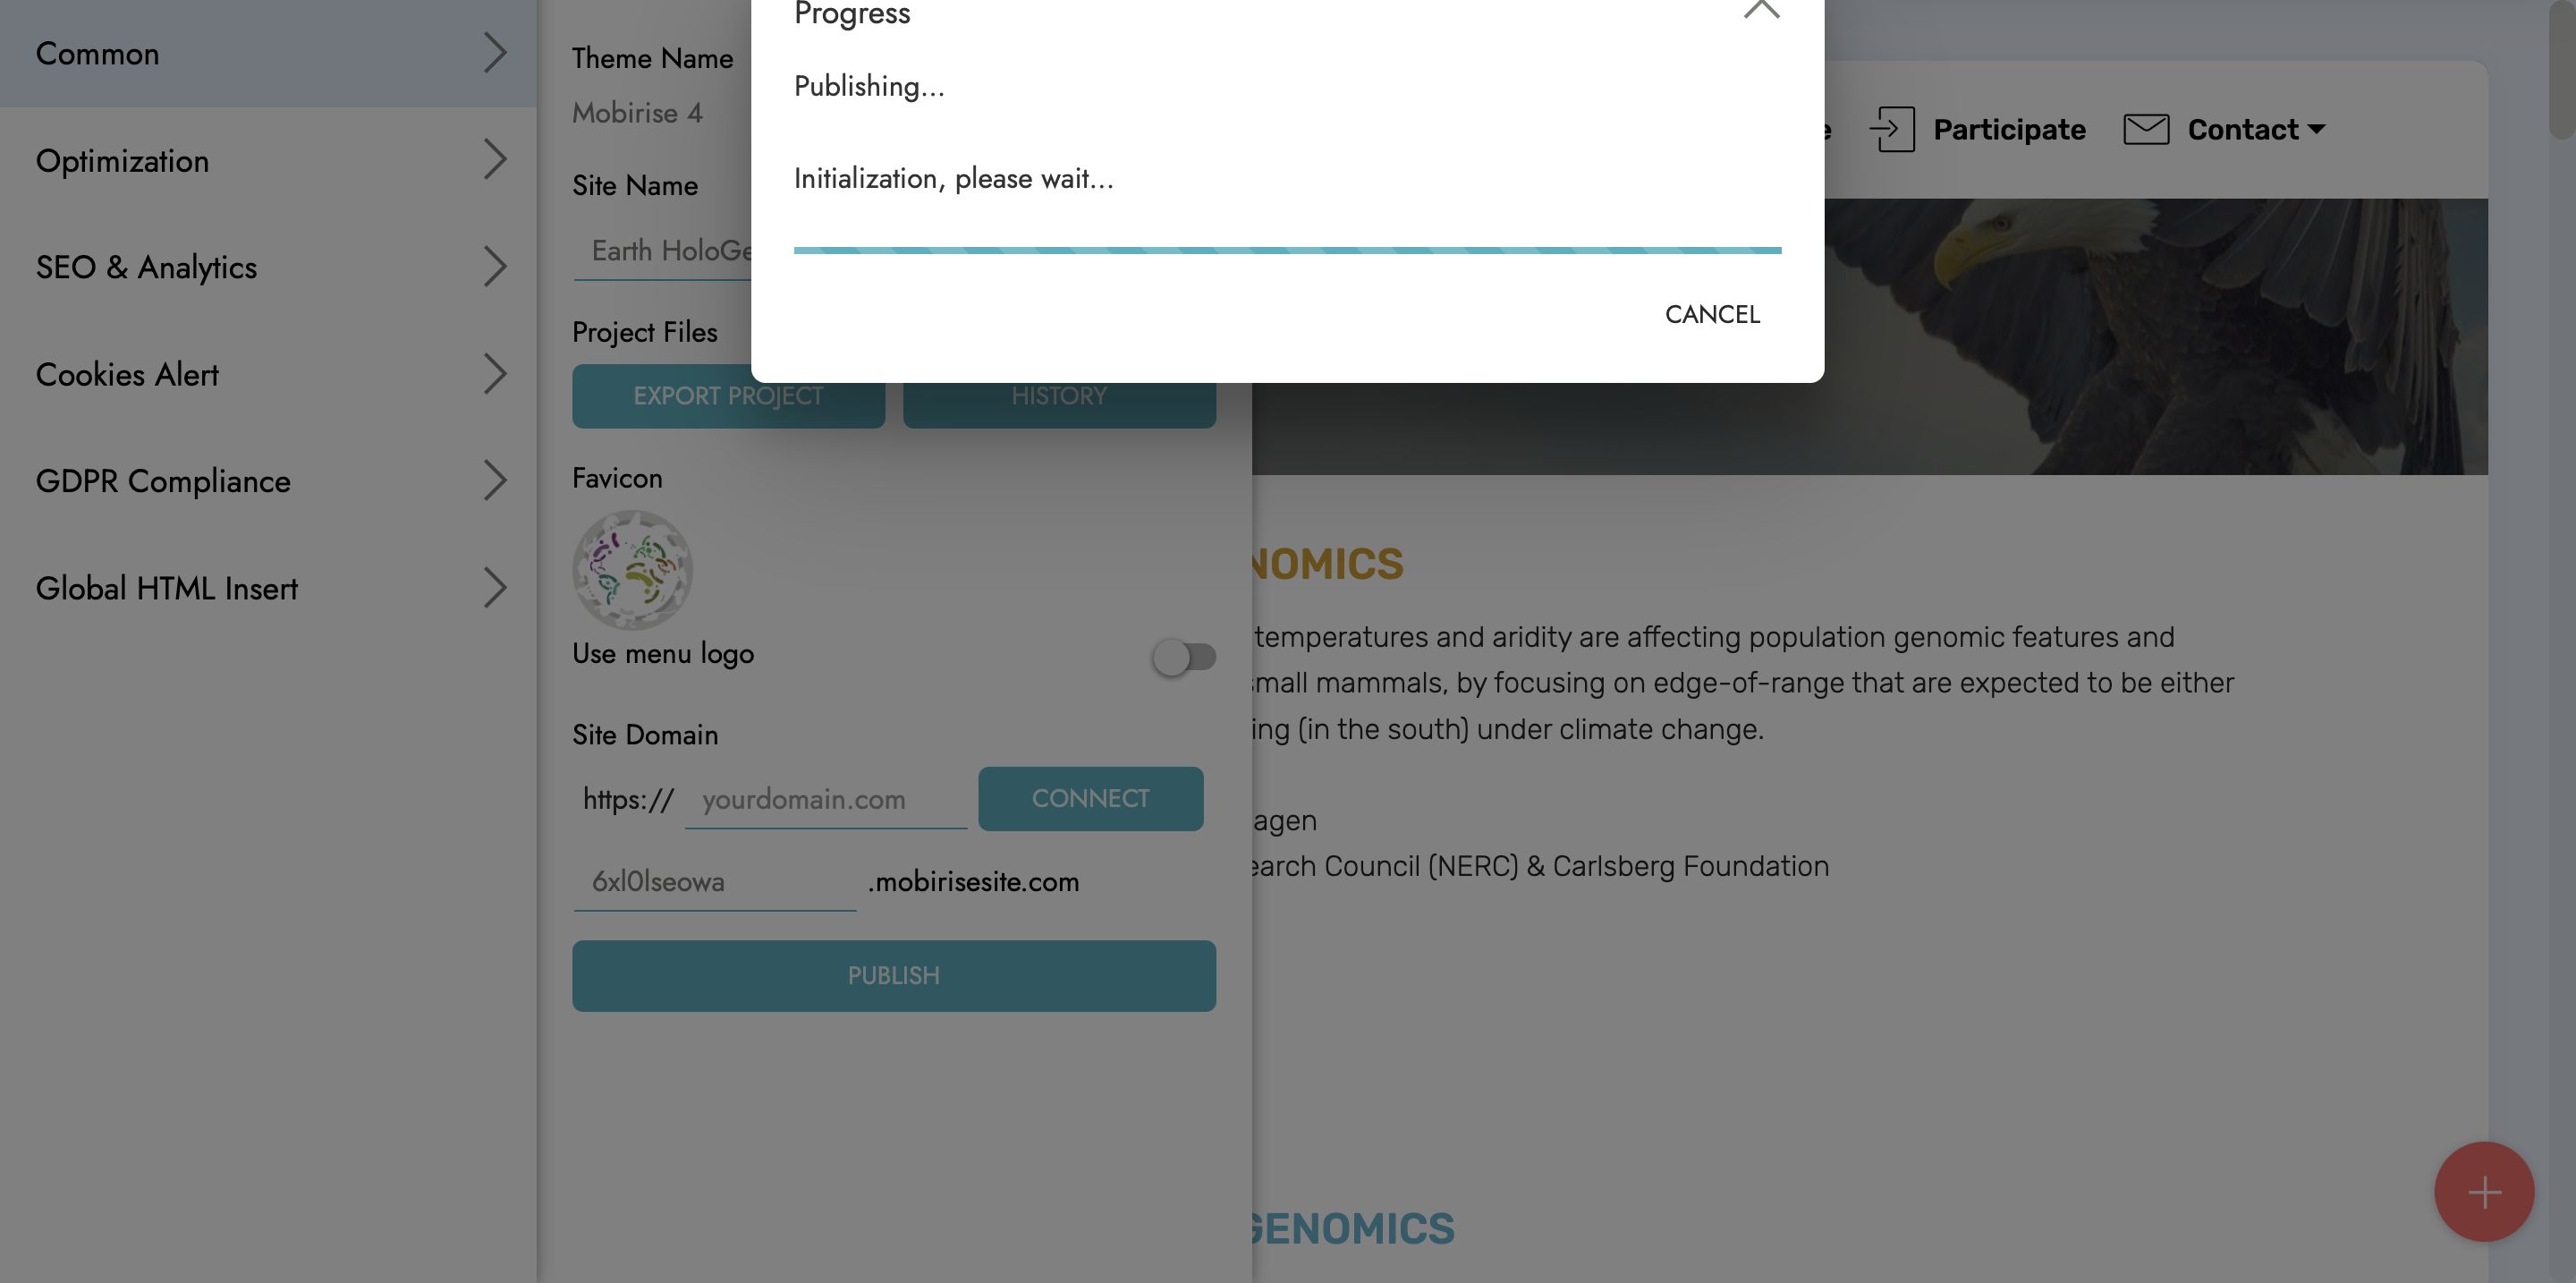 Common
Optimization
SEO & Analytics
Cookies Alert
GDPR Compliance
Global HTML Insert
Theme Name
Mobirise 4
Site Name
Earth HoloGe
Project Files
EXPORT PROJECT
HISTORY
Favicon
Use menu logo
Site Domain
https:// yourdomain.com CONNECT
6xl0lseowa .mobirisesite.com
PUBLISH
Progress
Publishing...
Initialization, please wait...
CANCEL
Participate
Contact
NOMICS
temperatures and aridity are affecting population genomic features and
small mammals, by focusing on edge-of-range that are expected to be either
ing (in the south) under climate change.
agen
earch Council (NERC) & Carlsberg Foundation
GENOMICS